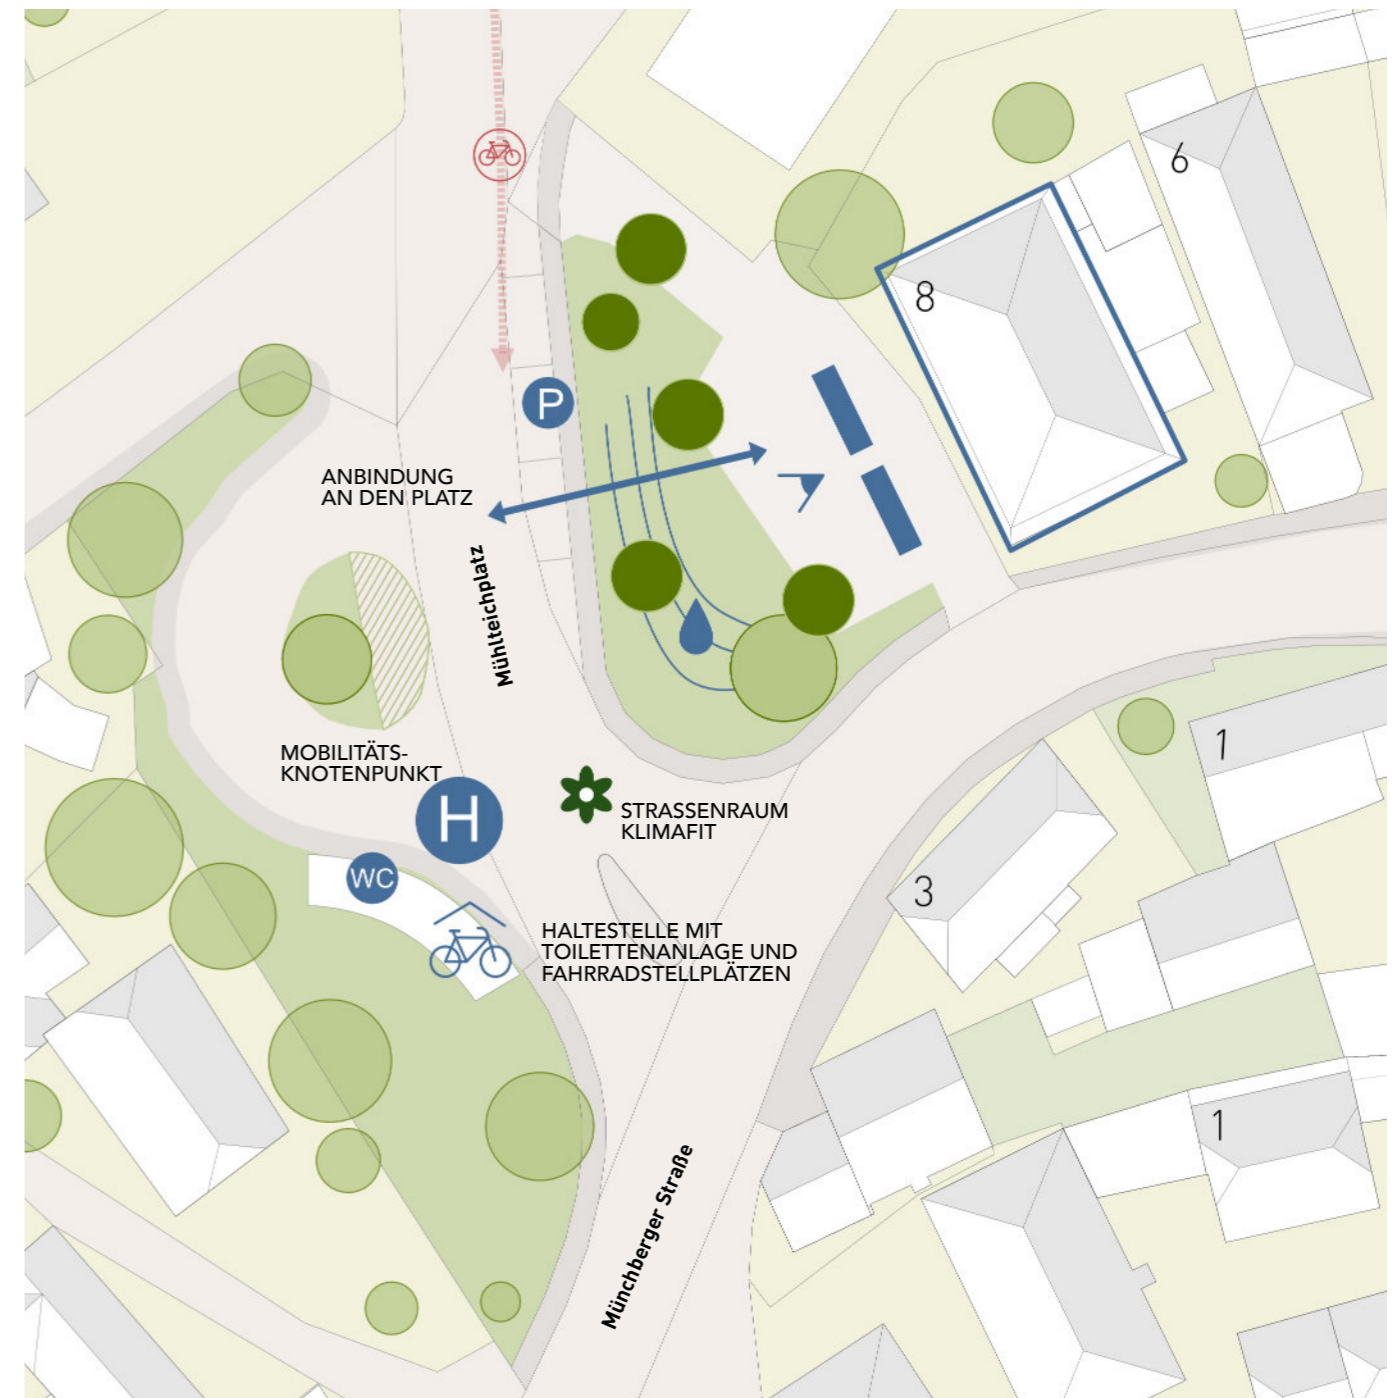 6
8
P
ANBINDUNG
AN DEN PLATZ
Mühlteichplatz
1
MOBILITÄTS-
KNOTENPUNKT
H
STRASSENRAUM
KLIMAFIT
WC
3
HALTESTELLE MIT
TOILETTENANLAGE UND
FAHRRADSTELLPLÄTZEN
1
Münchberger Straße